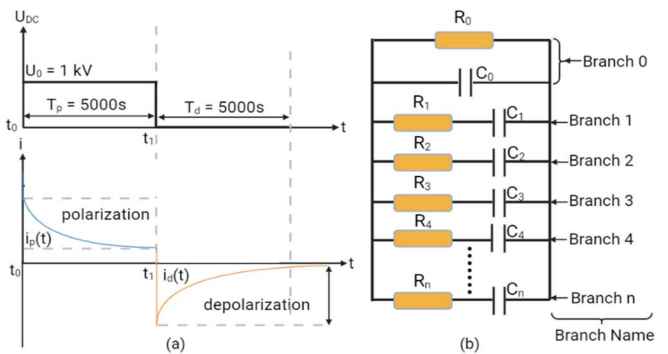 U_DC
U₀ = 1 kV
T_p = 5000s
T_d = 5000s
t₀
t₁
t
i
polarization
i_p(t)
t₀
t₁
i_d(t)
t
depolarization
(a)
R₀
C₀
Branch 0
R₁
C₁
Branch 1
R₂
C₂
Branch 2
R₃
C₃
Branch 3
R₄
C₄
Branch 4
Rₙ
Cₙ
Branch n
Branch Name
(b)